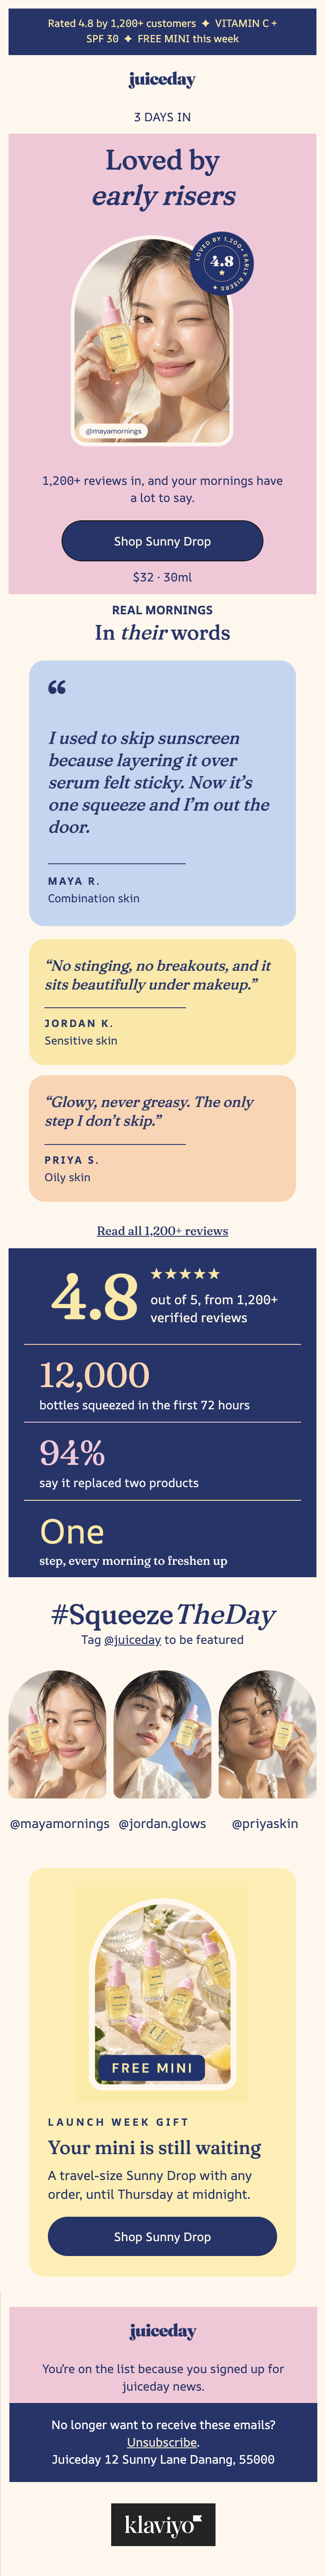 Rated 4.8 by 1,200+ customers ✦ VITAMIN C +
SPF 30 ✦ FREE MINI this week
juiceday
3 DAYS IN
Loved by
early risers
LOVED BY 1,200+ EARLY RISERS ✦
4.8
★
juiceday
@mayamornings
1,200+ reviews in, and your mornings have
a lot to say.
Shop Sunny Drop
$32 · 30ml
REAL MORNINGS
In their words
“
I used to skip sunscreen
because layering it over
serum felt sticky. Now it’s
one squeeze and I’m out the
door.
MAYA R.
Combination skin
“No stinging, no breakouts, and it
sits beautifully under makeup.”
JORDAN K.
Sensitive skin
“Glowy, never greasy. The only
step I don’t skip.”
PRIYA S.
Oily skin
Read all 1,200+ reviews
4.8
★★★★★
out of 5, from 1,200+
verified reviews
12,000
bottles squeezed in the first 72 hours
94%
say it replaced two products
One
step, every morning to freshen up
#SqueezeTheDay
Tag @juiceday to be featured
@mayamornings @jordan.glows @priyaskin
FREE MINI
LAUNCH WEEK GIFT
Your mini is still waiting
A travel-size Sunny Drop with any
order, until Thursday at midnight.
Shop Sunny Drop
juiceday
You're on the list because you signed up for
juiceday news.
No longer want to receive these emails?
Unsubscribe.
Juiceday 12 Sunny Lane Danang, 55000
klaviyo